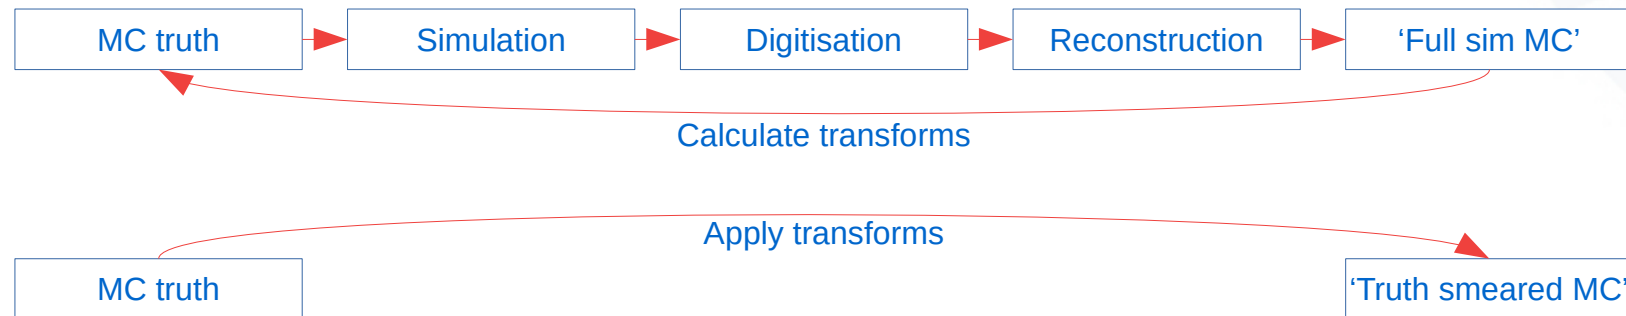 MC truth
Simulation
Digitisation
Reconstruction
‘Full sim MC’
Calculate transforms
Apply transforms
MC truth
‘Truth smeared MC’